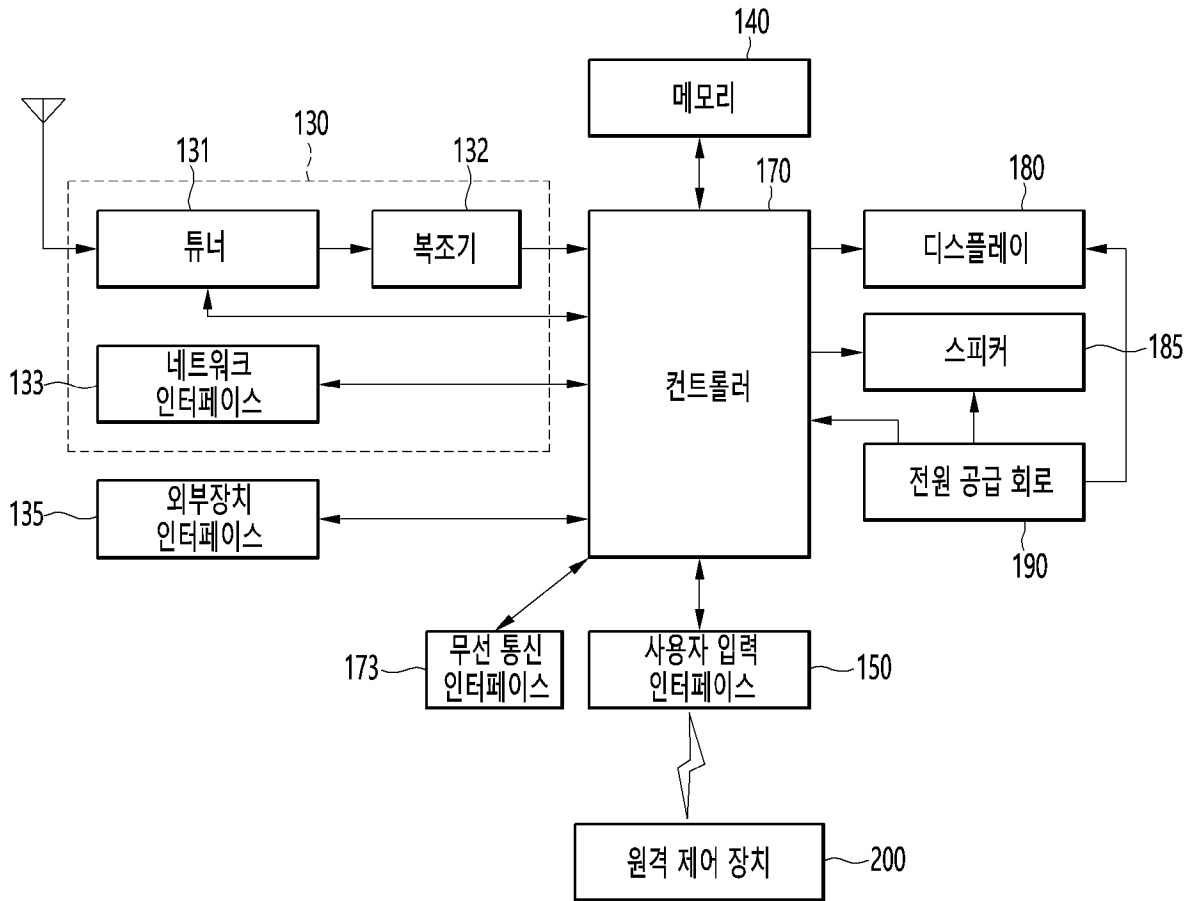 140
메모리
130
131
132
170
180
튜너
복조기
디스플레이
스피커
185
네트워크
인터페이스
133
컨트롤러
전원 공급 회로
190
외부장치
인터페이스
135
무선 통신
인터페이스
173
사용자 입력
인터페이스
150
원격 제어 장치
200